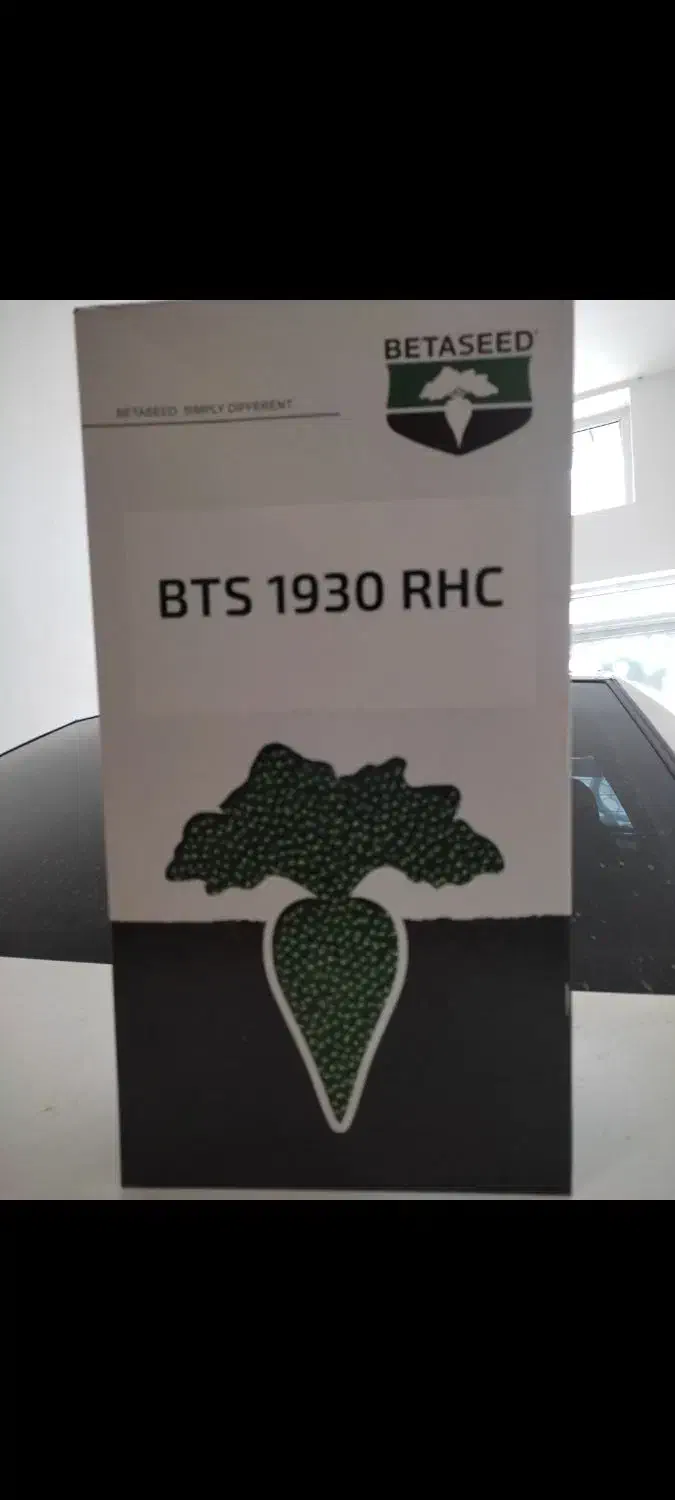 BETASEED
BETASEED SIMPLY DIFFERENT
BTS 1930 RHC